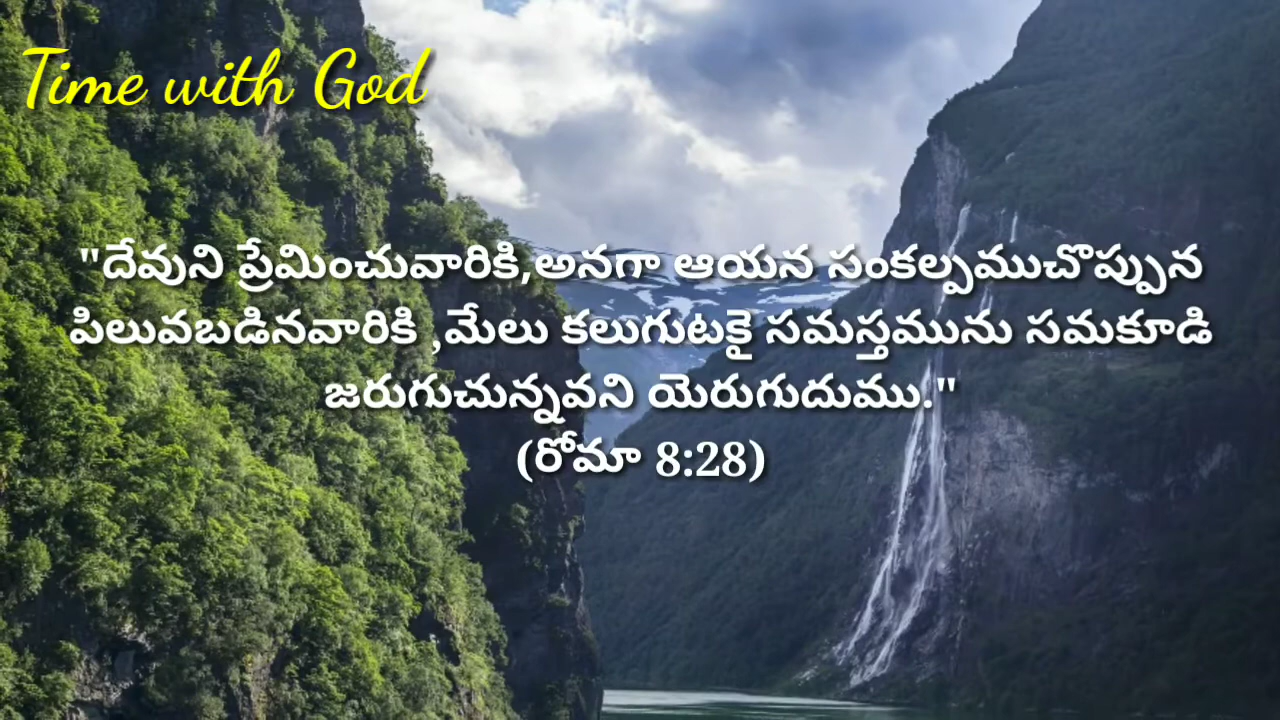 Time with God
"దేవుని ప్రేమించువారికి,అనగా ఆయన సంకల్పముచొప్పున
పిలువబడినవారికి ,మేలు కలుగుటకై సమస్తమును సమకూడి
జరుగుచున్నవని యెరుగుదుము."
(రోమా 8:28)